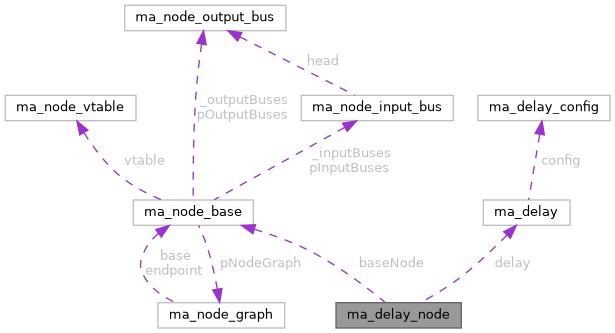 ma_node_output_bus
head
ma_node_vtable
_outputBuses
pOutputBuses
ma_node_input_bus
ma_delay_config
vtable
_inputBuses
pInputBuses
config
ma_node_base
ma_delay
base
endpoint
pNodeGraph
baseNode
delay
ma_node_graph
ma_delay_node